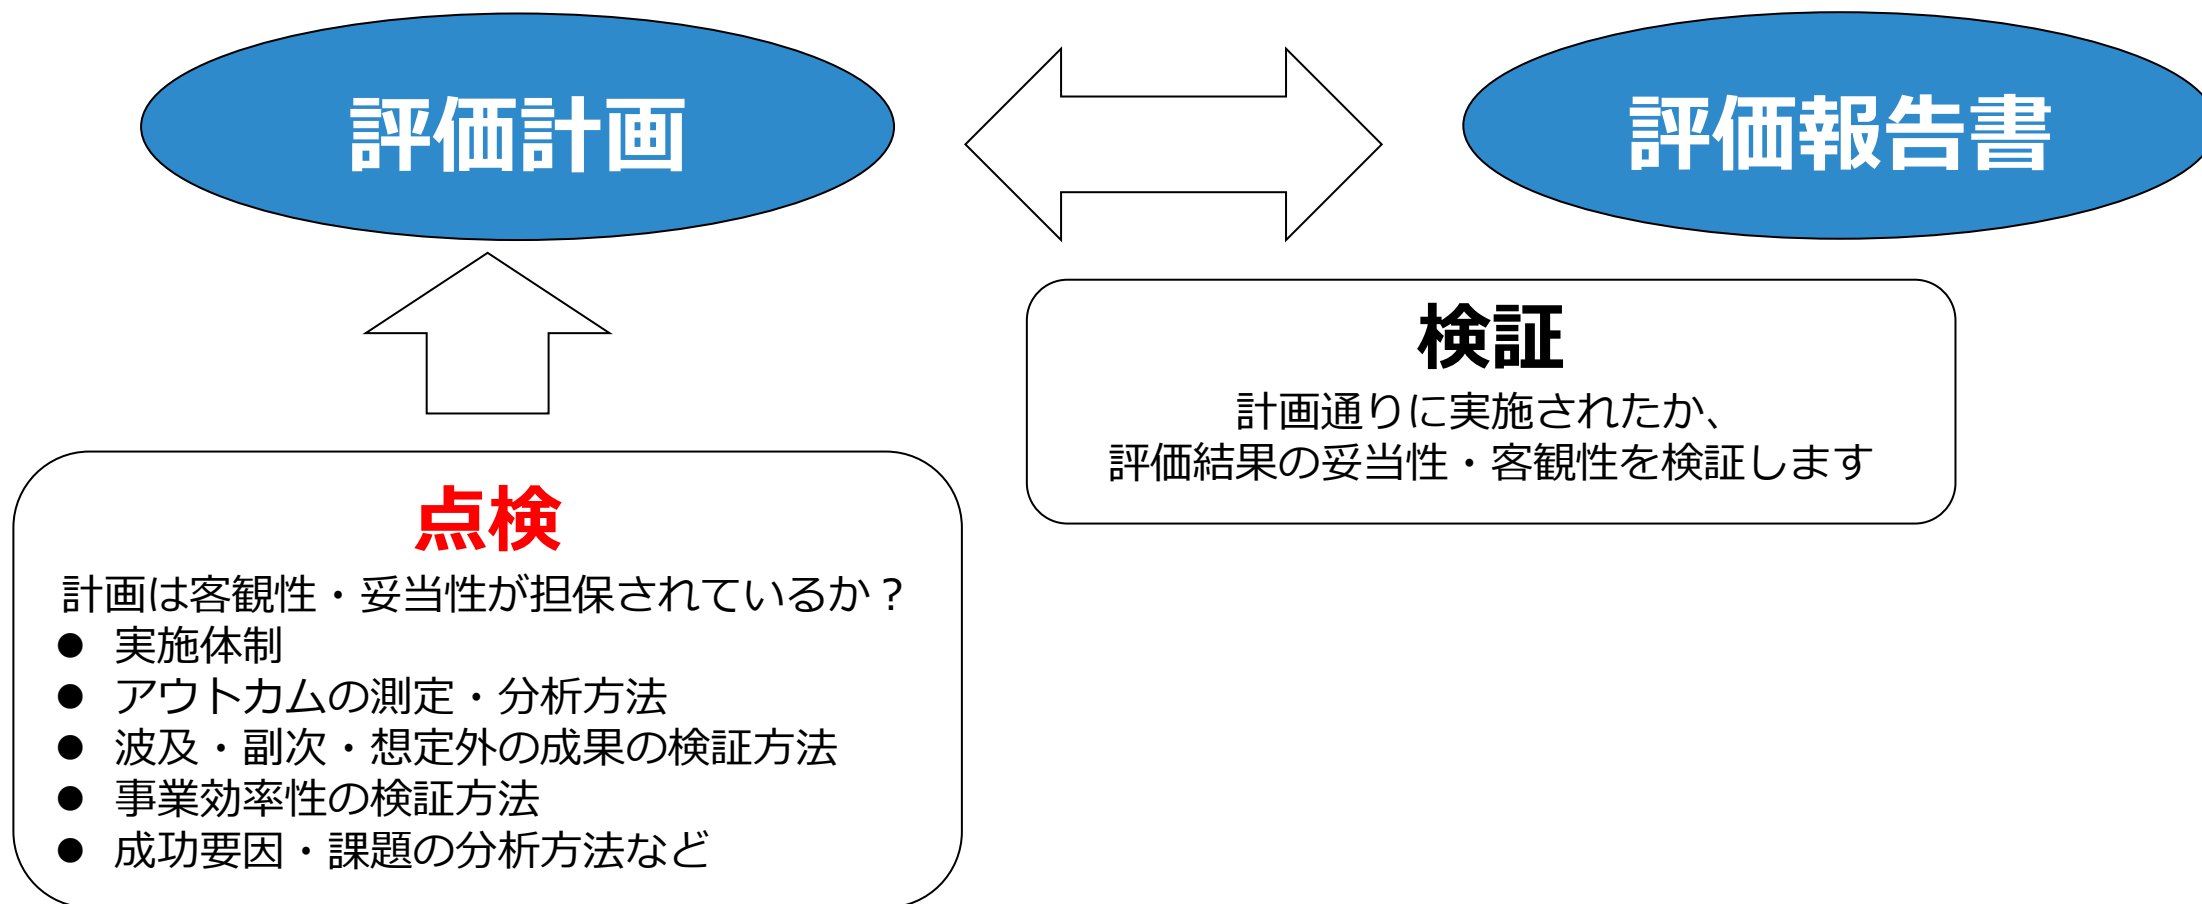 評価計画
評価報告書
検証
計画通りに実施されたか、
評価結果の妥当性・客観性を検証します
点検
計画は客観性・妥当性が担保されているか？
● 実施体制
● アウトカムの測定・分析方法
● 波及・副次・想定外の成果の検証方法
● 事業効率性の検証方法
● 成功要因・課題の分析方法など